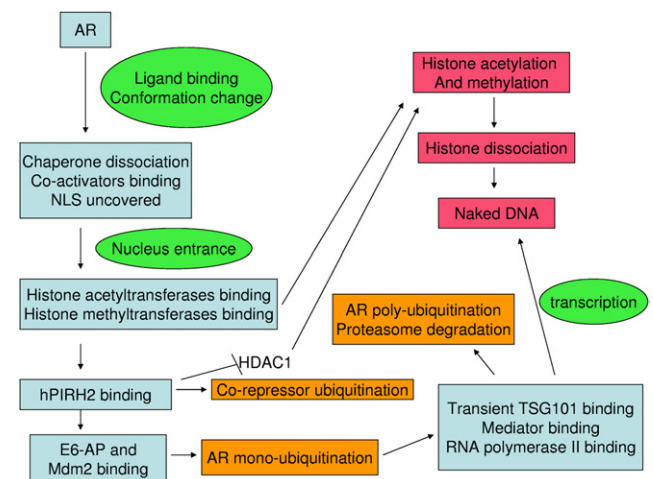 AR
Ligand binding
Conformation change
Chaperone dissociation
Co-activators binding
NLS uncovered
Nucleus entrance
Histone acetyltransferases binding
Histone methyltransferases binding
hPIRH2 binding
HDAC1
Co-repressor ubiquitination
E6-AP and
Mdm2 binding
AR mono-ubiquitination
Transient TSG101 binding
Mediator binding
RNA polymerase II binding
AR poly-ubiquitination
Proteasome degradation
transcription
Histone acetylation
And methylation
Histone dissociation
Naked DNA